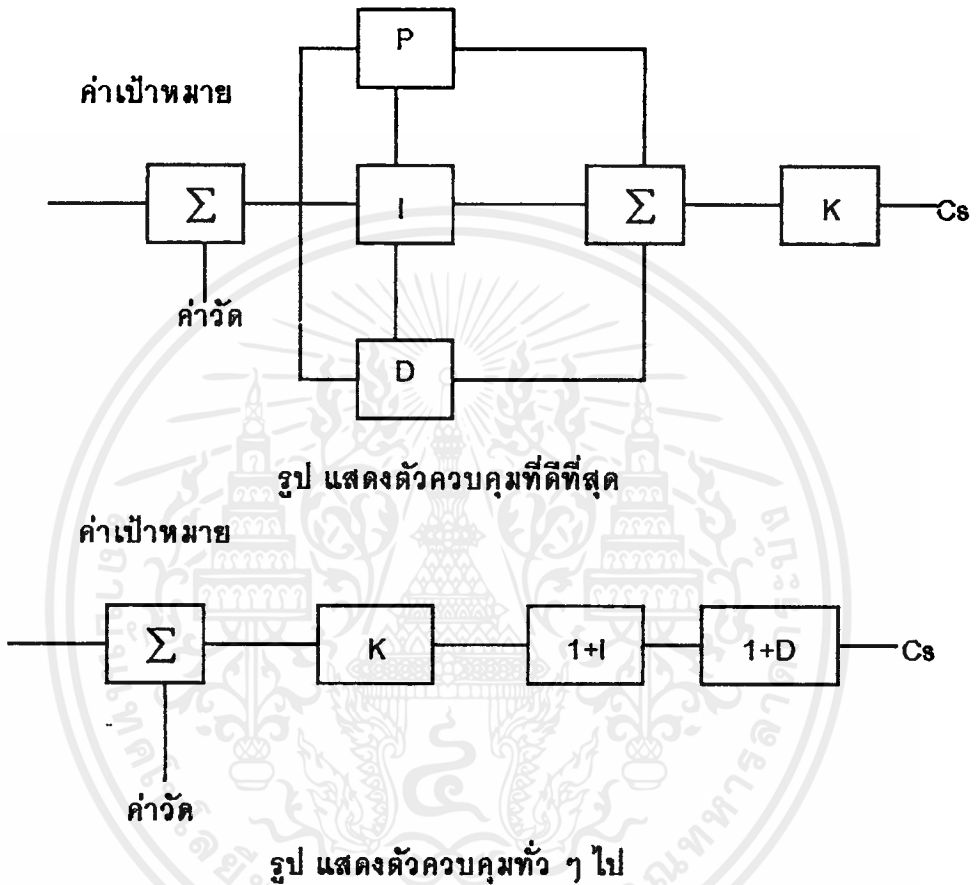 P
ค่าเป้าหมาย
Σ
I
Σ
K
Cs
ค่าวัด
D
รูป แสดงตัวควบคุมที่ดีที่สุด
ค่าเป้าหมาย
Σ
K
1+I
1+D
Cs
ค่าวัด
รูป แสดงตัวควบคุมทั่ว ๆ ไป